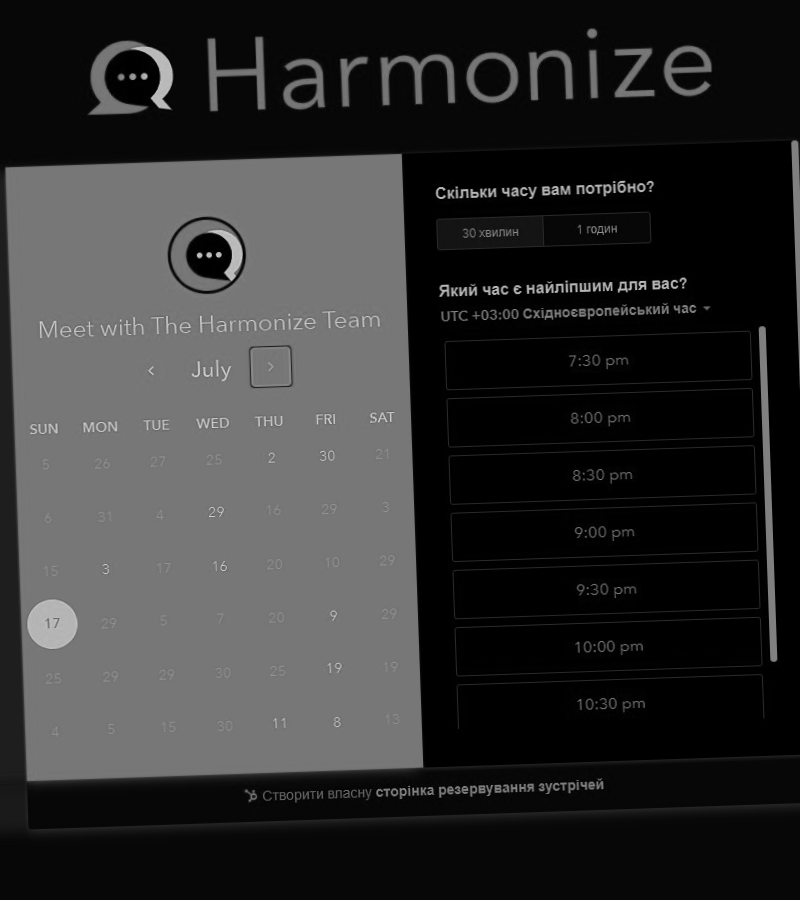 Harmonize
Meet with The Harmonize Team
‹ July ›
SUN MON TUE WED THU FRI SAT
5 26 27 25 2 30 21
6 31 4 29 16 29 3
15 3 17 16 20 10 29
17 29 5 7 20 9 29
25 29 29 30 25 19 19
4 5 15 30 11 8 13
Скільки часу вам потрібно?
30 хвилин 1 годин
Який час є найліпшим для вас?
UTC +03:00 Східноєвропейський час
7:30 pm
8:00 pm
8:30 pm
9:00 pm
9:30 pm
10:00 pm
10:30 pm
Створити власну сторінка резервування зустрічей